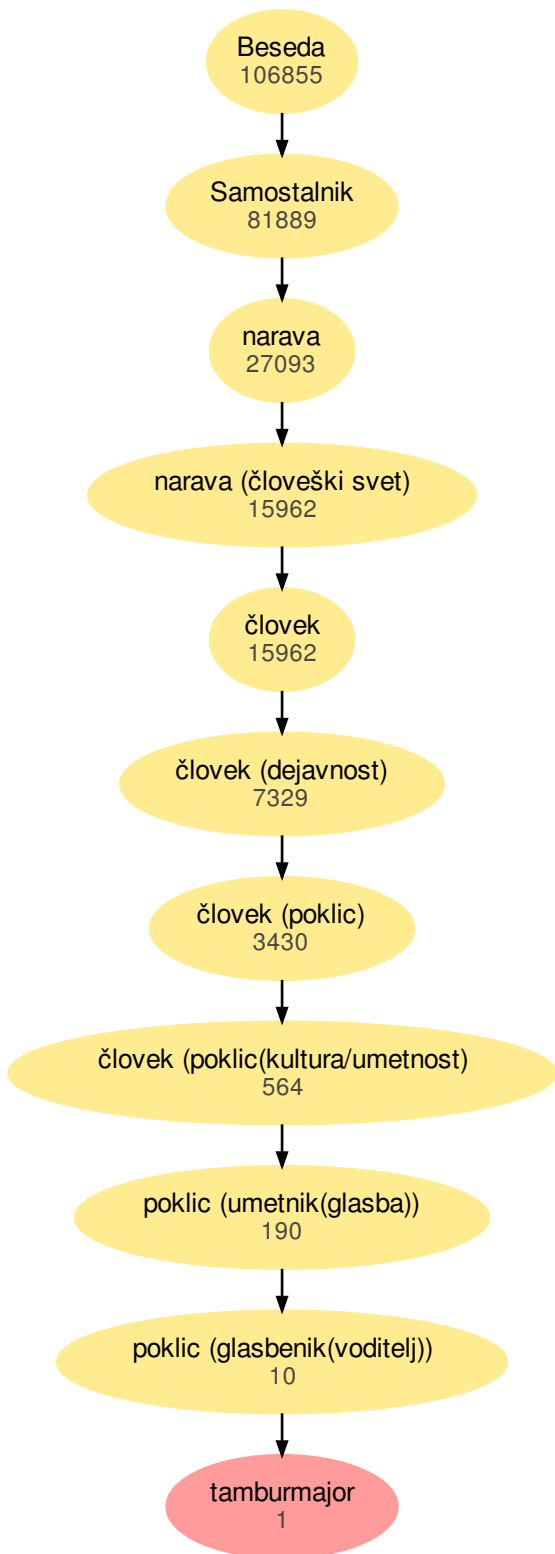 Beseda
106855
Samostalnik
81889
narava
27093
narava (človeški svet)
15962
človek
15962
človek (dejavnost)
7329
človek (poklic)
3430
človek (poklic(kultura/umetnost)
564
poklic (umetnik(glasba))
190
poklic (glasbenik(voditelj))
10
tamburmajor
1